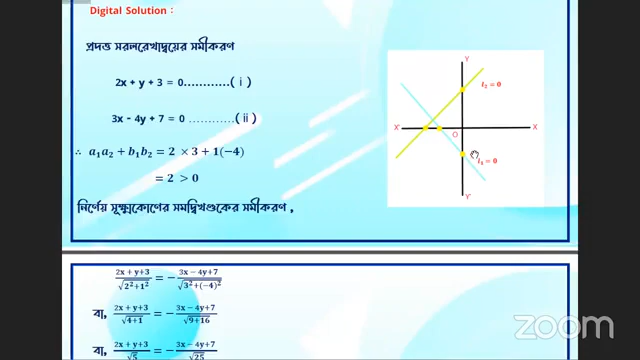 Digital Solution :
প্রদত্ত সরলরেখাদ্বয়ের সমীকরণ
2x + y + 3 = 0............( i )
3x - 4y + 7 = 0 ............( ii )
∴ a₁a₂ + b₁b₂ = 2 × 3 + 1(-4)
= 2 > 0
নির্ণেয় সূক্ষ্মকোণের সমদ্বিখণ্ডকের সমীকরণ ,
Y
l₂ = 0
X' O X
l₁ = 0
Y'
(2x + y+3)/√(2²+1²) = -(3x-4y+7)/√(3²+(-4)²)
বা, (2x + y+3)/√(4+1) = -(3x-4y+7)/√(9+16)
বা, (2x + y+3)/√5 = -(3x-4y+7)/√25
zoom